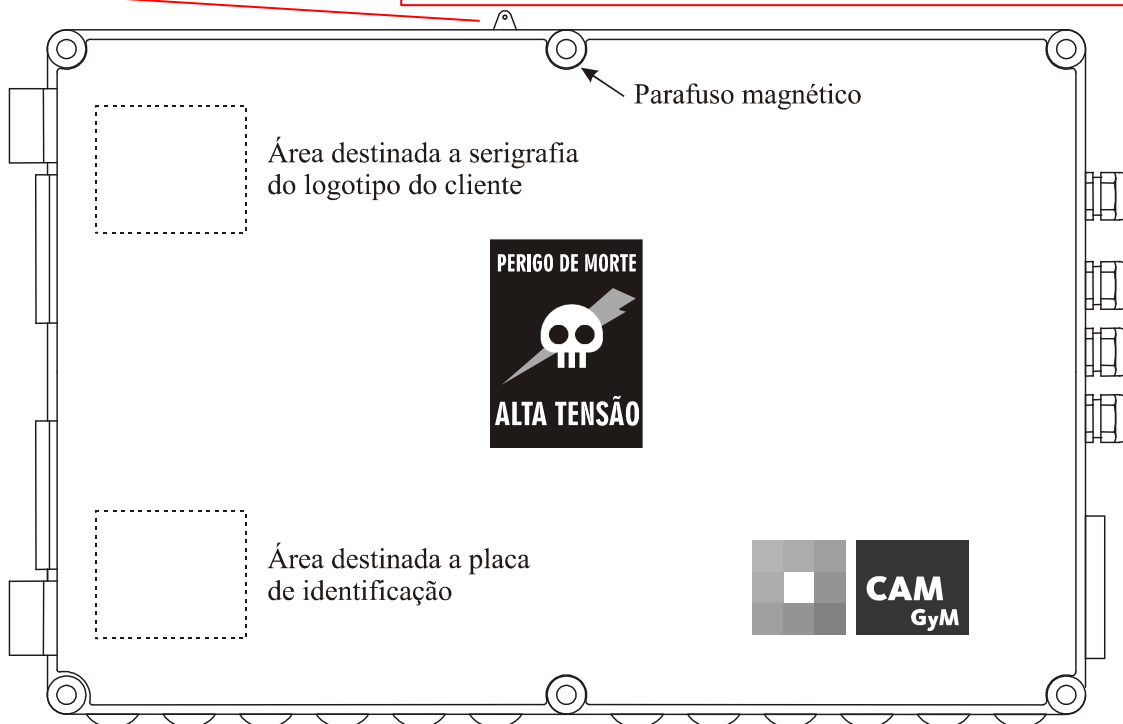 Parafuso magnético
Área destinada a serigrafia
do logotipo do cliente
PERIGO DE MORTE
ALTA TENSÃO
Área destinada a placa
de identificação
CAM
GyM